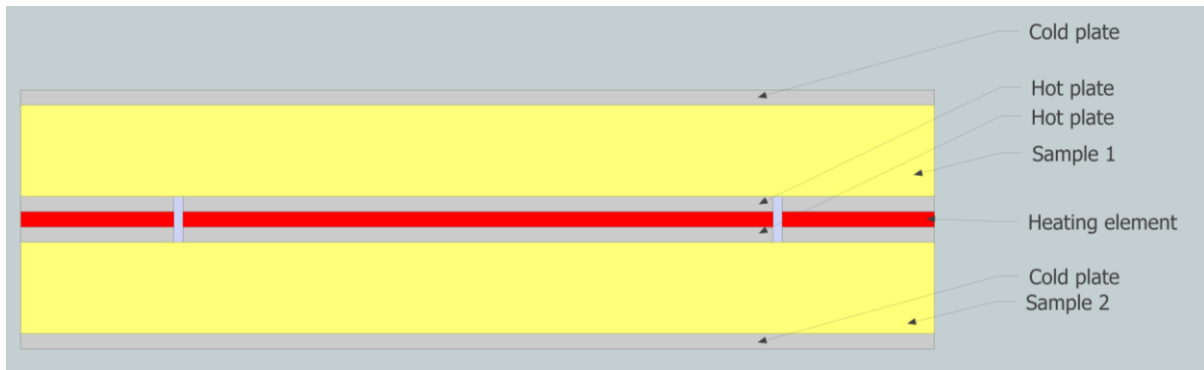 Cold plate
Hot plate
Hot plate
Sample 1
Heating element
Cold plate
Sample 2